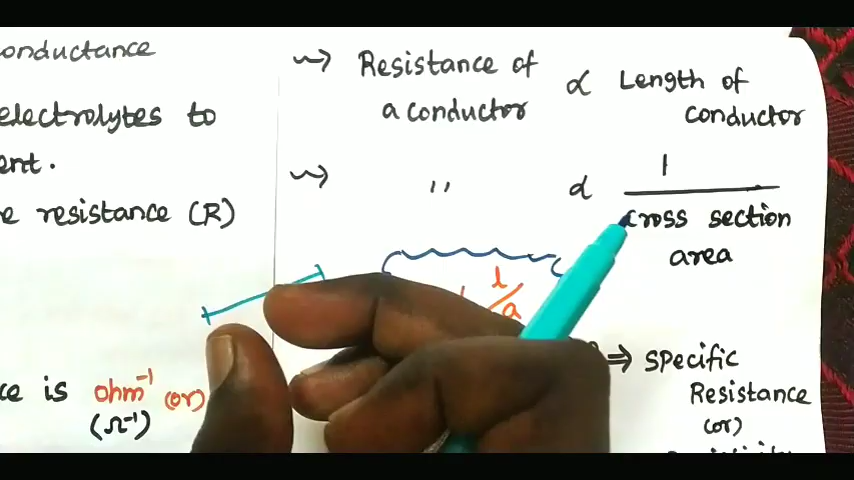 onductance
electrolytes to
ent.
e resistance (R)
ce is ohm⁻¹ (or)
(Ω⁻¹)
⇝ Resistance of a conductor ∝ Length of conductor
⇝ " ∝ 1 / cross section area
l/a
⇒ specific
Resistance
(or)